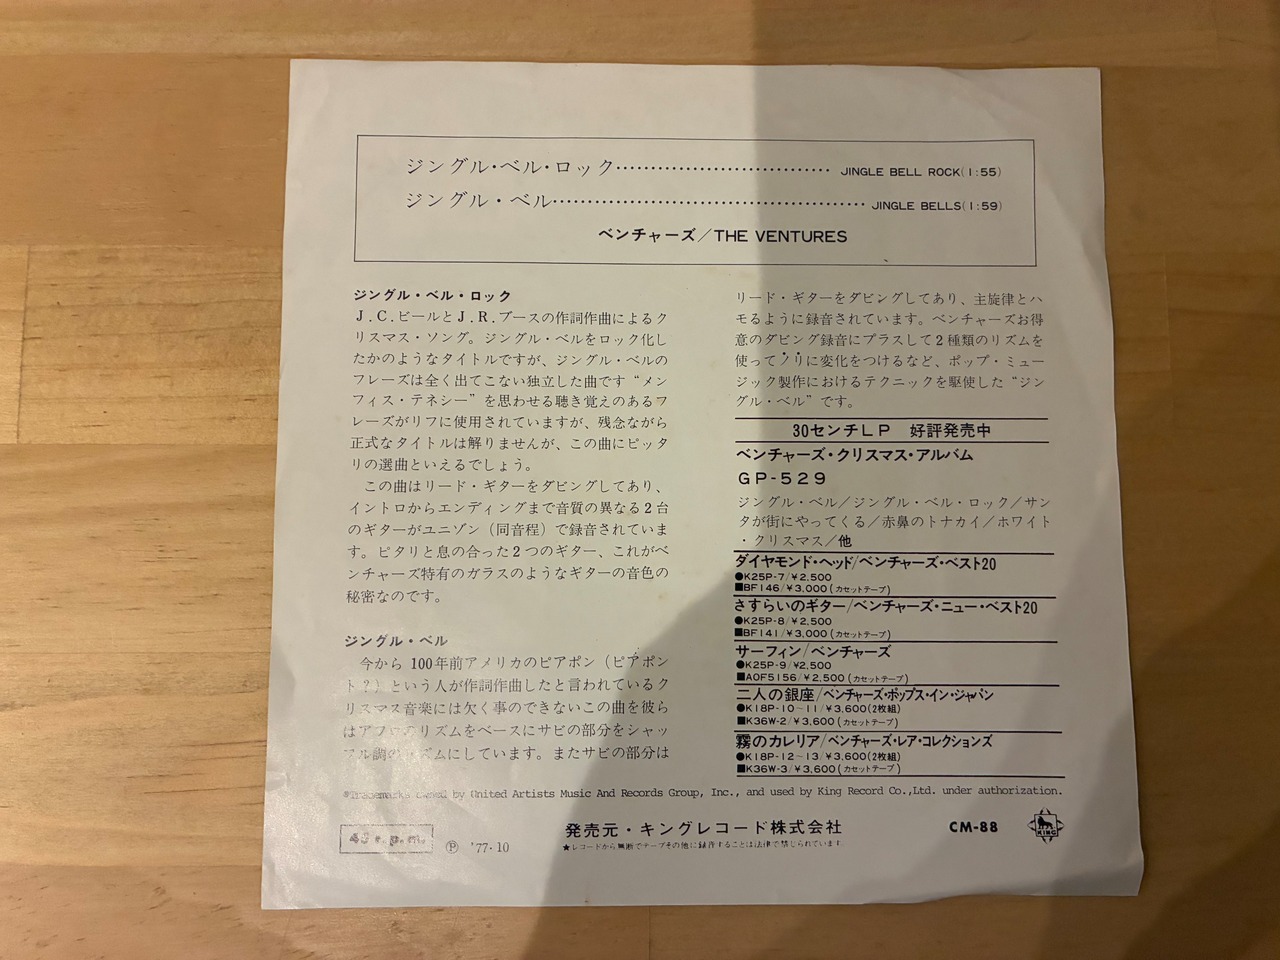 ジングル・ベル・ロック…………………………… JINGLE BELL ROCK(1:55)
ジングル・ベル………………………………………… JINGLE BELLS(1:59)
ベンチャーズ／THE VENTURES
ジングル・ベル・ロック
J.C.ビールとJ.R.ブースの作詞作曲によるク
リスマス・ソング。ジングル・ベルをロック化し
たかのようなタイトルですが、ジングル・ベルの
フレーズは全く出てこない独立した曲です“メン
フィス・テネシー”を思わせる聴き覚えのあるフ
レーズがリフに使用されていますが、残念ながら
正式なタイトルは解りませんが、この曲にピッタ
リの選曲といえるでしょう。
この曲はリード・ギターをダビングしてあり、
イントロからエンディングまで音質の異なる2台
のギターがユニゾン（同音程）で録音されていま
す。ピタリと息の合った2つのギター、これがベ
ンチャーズ特有のガラスのようなギターの音色の
秘密なのです。
ジングル・ベル
今から100年前アメリカのピアポン（ピアポン
ト？）という人が作詞作曲したと言われているク
リスマス音楽には欠く事のできないこの曲を彼ら
はアフロのリズムをベースにサビの部分をシャッ
フル調のリズムにしています。またサビの部分は
リード・ギターをダビングしてあり、主旋律とハ
モるように録音されています。ベンチャーズお得
意のダビング録音にプラスして2種類のリズムを
使ってノリに変化をつけるなど、ポップ・ミュー
ジック製作におけるテクニックを駆使した“ジン
グル・ベル”です。
30センチLP　好評発売中
ベンチャーズ・クリスマス・アルバム
GP-529
ジングル・ベル／ジングル・ベル・ロック／サン
タが街にやってくる／赤鼻のトナカイ／ホワイト
・クリスマス／他
ダイヤモンド・ヘッド/ベンチャーズ・ベスト20
●K25P-7/¥2,500
■BF146/¥3,000(カセットテープ)
さすらいのギター/ベンチャーズ・ニュー・ベスト20
●K25P-8/¥2,500
■BF141/¥3,000(カセットテープ)
サーフィン/ベンチャーズ
●K25P-9/¥2,500
■AOF5156/¥2,500(カセットテープ)
二人の銀座/ベンチャーズ・ポップス・イン・ジャパン
●K18P-10～11/¥3,600(2枚組)
■K36W-2/¥3,600(カセットテープ)
霧のカレリア/ベンチャーズ・レア・コレクションズ
●K18P-12～13/¥3,600(2枚組)
■K36W-3/¥3,600(カセットテープ)
®Trademarks owned by United Artists Music And Records Group, Inc., and used by King Record Co.,Ltd. under authorization.
発売元・キングレコード株式会社
CM-88
KING
Ⓟ '77・10
★レコードから無断でテープその他に録音することは法律で禁じられています。